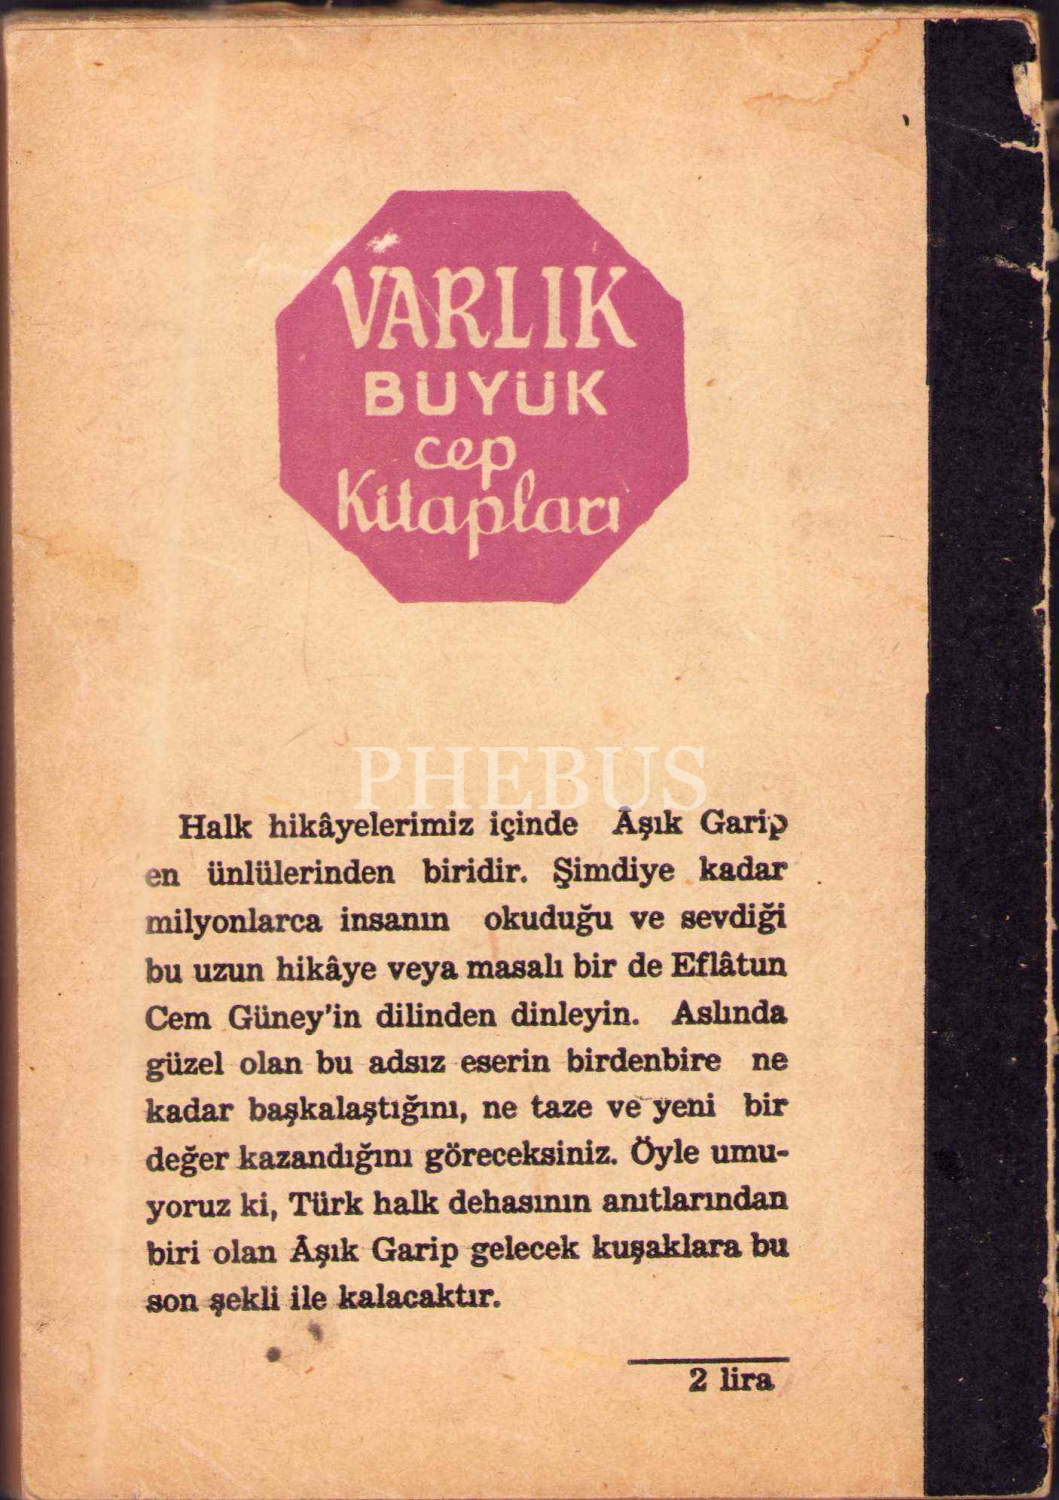 VARLIK
BÜYÜK
cep
Kitapları
PHEBUS
Halk hikâyelerimiz içinde Âşık Garip
en ünlülerinden biridir. Şimdiye kadar
milyonlarca insanın okuduğu ve sevdiği
bu uzun hikâye veya masalı bir de Eflâtun
Cem Güney'in dilinden dinleyin. Aslında
güzel olan bu adsız eserin birdenbire ne
kadar başkalaştığını, ne taze ve yeni bir
değer kazandığını göreceksiniz. Öyle umu-
yoruz ki, Türk halk dehasının anıtlarından
biri olan Âşık Garip gelecek kuşaklara bu
son şekli ile kalacaktır.
2 lira